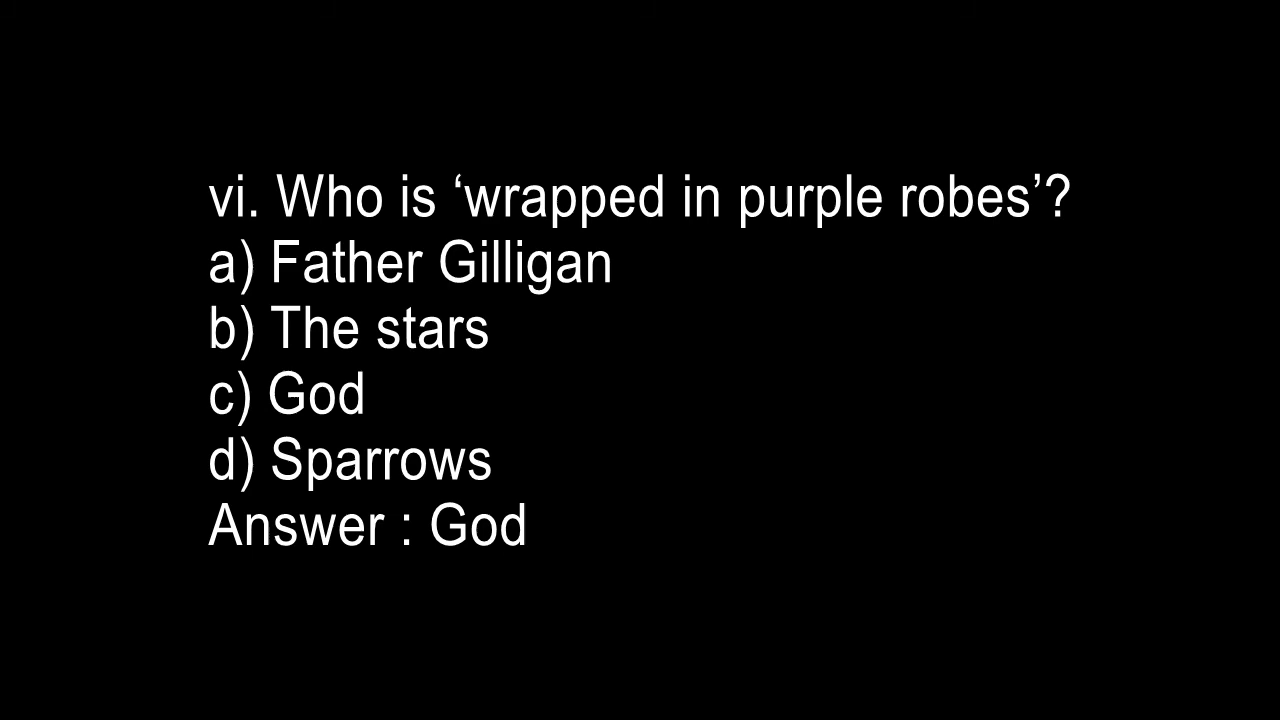 vi. Who is ‘wrapped in purple robes’?
a) Father Gilligan
b) The stars
c) God
d) Sparrows
Answer : God